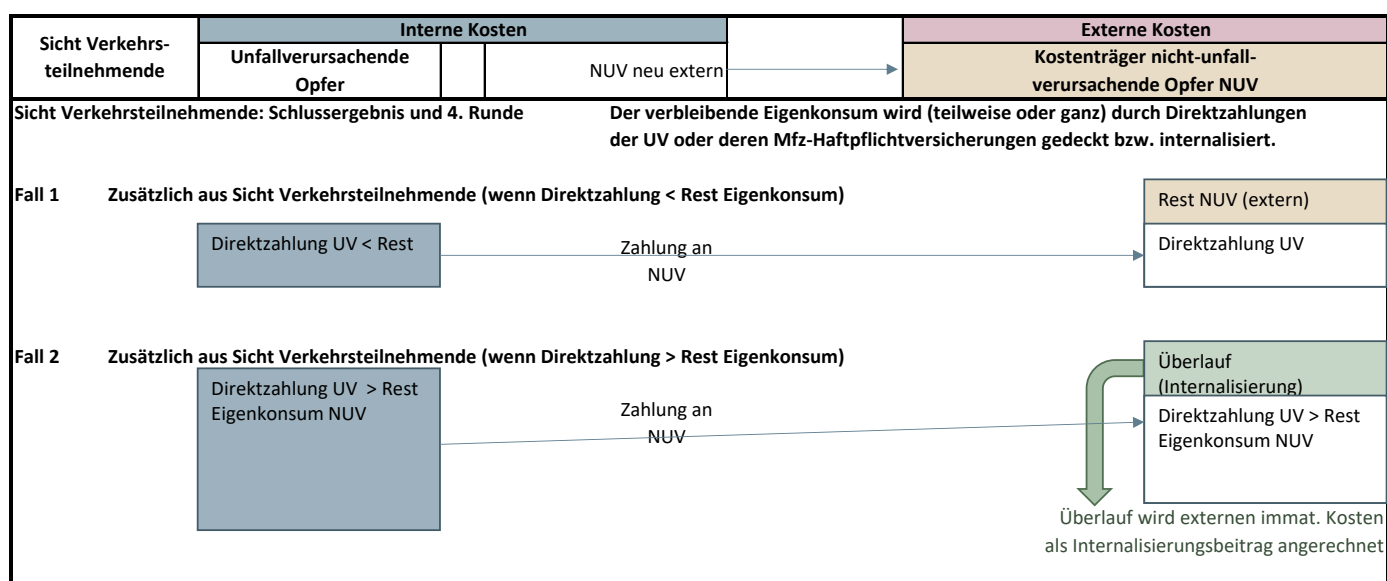 Sicht Verkehrs-
teilnehmende
Interne Kosten
Externe Kosten
Unfallverursachende
Opfer
NUV neu extern
Kostenträger nicht-unfall-
verursachende Opfer NUV
Sicht Verkehrsteilnehmende: Schlussergebnis und 4. Runde
Der verbleibende Eigenkonsum wird (teilweise oder ganz) durch Direktzahlungen
der UV oder deren Mfz-Haftpflichtversicherungen gedeckt bzw. internalisiert.
Fall 1 Zusätzlich aus Sicht Verkehrsteilnehmende (wenn Direktzahlung < Rest Eigenkonsum)
Rest NUV (extern)
Direktzahlung UV < Rest
Zahlung an
NUV
Direktzahlung UV
Fall 2 Zusätzlich aus Sicht Verkehrsteilnehmende (wenn Direktzahlung > Rest Eigenkonsum)
Überlauf
(Internalisierung)
Direktzahlung UV > Rest
Eigenkonsum NUV
Zahlung an
NUV
Direktzahlung UV > Rest
Eigenkonsum NUV
Überlauf wird externen immat. Kosten
als Internalisierungsbeitrag angerechnet